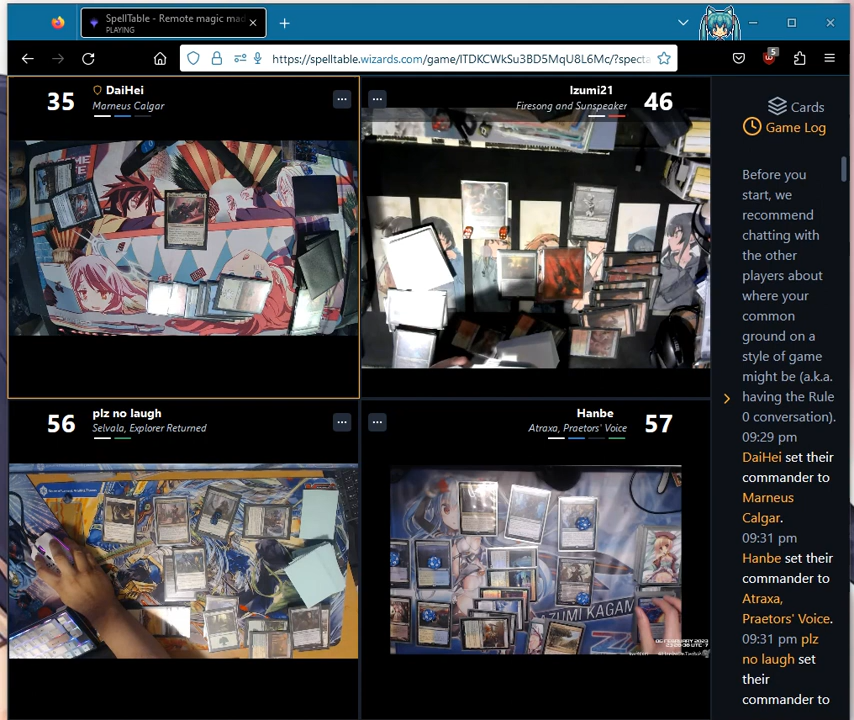 SpellTable - Remote magic mad
PLAYING
https://spelltable.wizards.com/game/ITDKCWkSu3BD5MqU8L6Mc/?specta
5
35
DaiHei
Marneus Calgar
Izumi21
Firesong and Sunspeaker
46
56
plz no laugh
Selvala, Explorer Returned
Hanbe
Atraxa, Praetors' Voice
57
AZUMI KAGAM
Cards
Game Log
Before you
start, we
recommend
chatting with
the other
players about
where your
common
ground on a
style of game
might be (a.k.a.
having the Rule
0 conversation).
09:29 pm
DaiHei set their
commander to
Marneus
Calgar.
09:31 pm
Hanbe set their
commander to
Atraxa,
Praetors' Voice.
09:31 pm plz
no laugh set
their
commander to